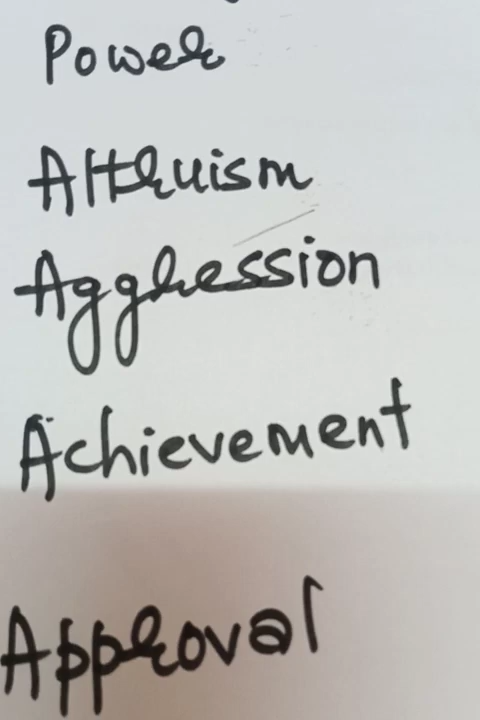 Power
Altruism
Aggression
Achievement
Approval